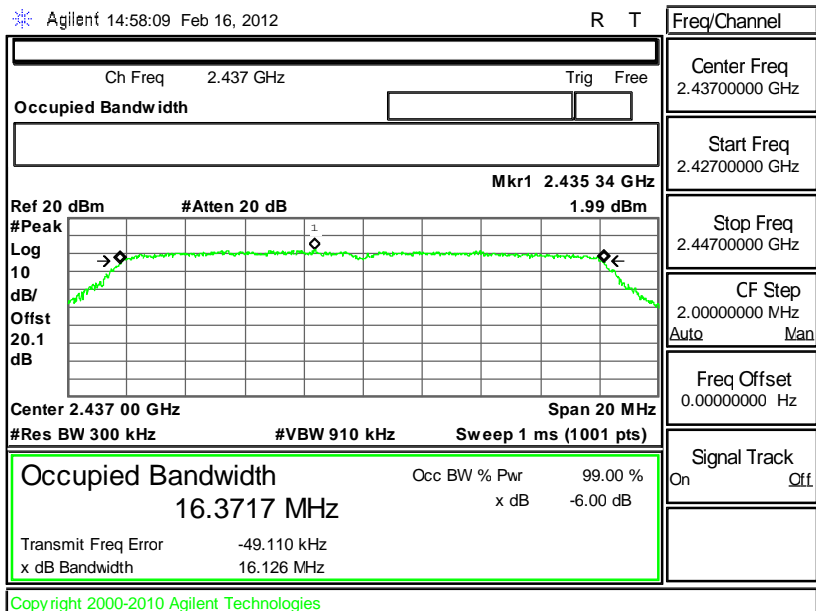 Agilent 14:58:09 Feb 16, 2012 R T
Ch Freq 2.437 GHz Trig Free
Occupied Bandwidth
Mkr1 2.435 34 GHz
Ref 20 dBm #Atten 20 dB 1.99 dBm
#Peak
Log
10
dB/
Offst
20.1
dB
1
Center 2.437 00 GHz Span 20 MHz
#Res BW 300 kHz #VBW 910 kHz Sweep 1 ms (1001 pts)
Occupied Bandwidth
16.3717 MHz
Occ BW % Pwr 99.00 %
x dB -6.00 dB
Transmit Freq Error -49.110 kHz
x dB Bandwidth 16.126 MHz
Copyright 2000-2010 Agilent Technologies
Freq/Channel
Center Freq
2.43700000 GHz
Start Freq
2.42700000 GHz
Stop Freq
2.44700000 GHz
CF Step
2.00000000 MHz
Auto Man
Freq Offset
0.00000000 Hz
Signal Track
On Off